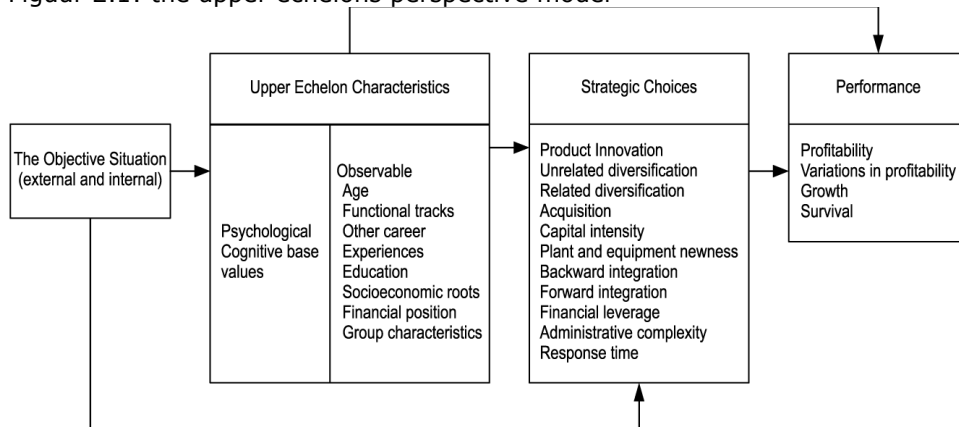 Figuur 2.1: the upper echelons perspective model
Upper Echelon Characteristics
Strategic Choices
Performance
The Objective Situation
(external and internal)
Psychological
Cognitive base
values
Observable
Age
Functional tracks
Other career
Experiences
Education
Socioeconomic roots
Financial position
Group characteristics
Product Innovation
Unrelated diversification
Related diversification
Acquisition
Capital intensity
Plant and equipment newness
Backward integration
Forward integration
Financial leverage
Administrative complexity
Response time
Profitability
Variations in profitability
Growth
Survival